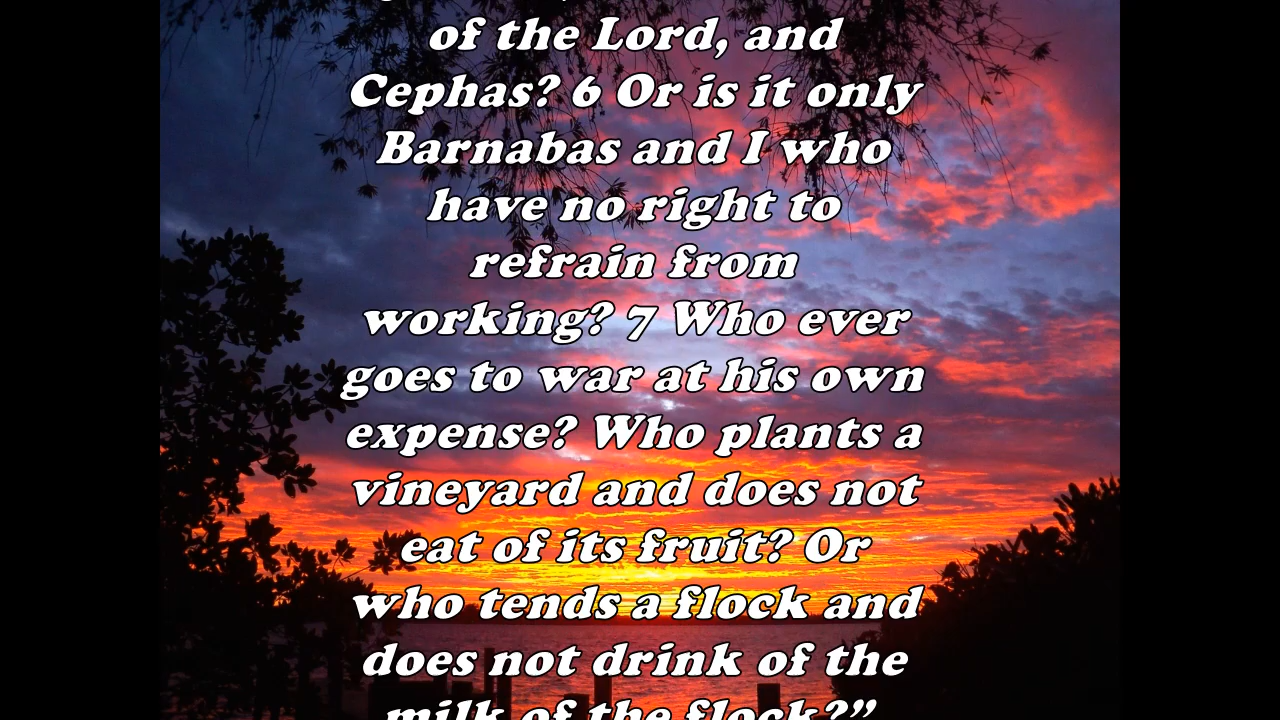 of the Lord, and
Cephas? 6 Or is it only
Barnabas and I who
have no right to
refrain from
working? 7 Who ever
goes to war at his own
expense? Who plants a
vineyard and does not
eat of its fruit? Or
who tends a flock and
does not drink of the
milk of the flock?”